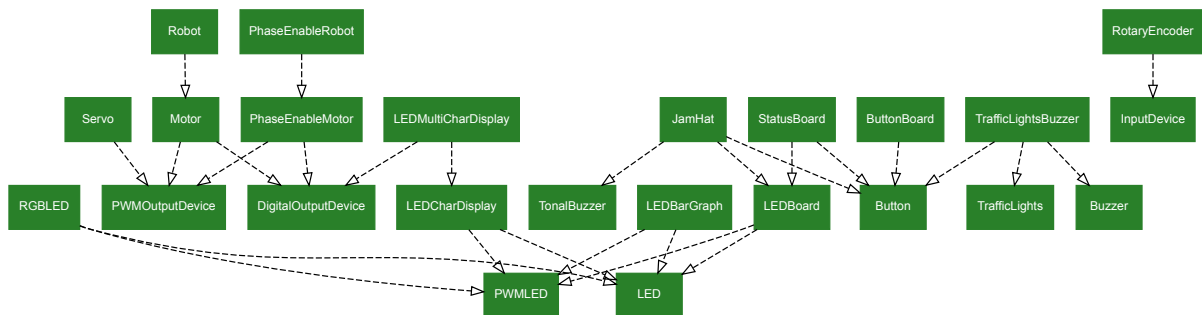 Robot
PhaseEnableRobot
RotaryEncoder
Servo
Motor
PhaseEnableMotor
LEDMultiCharDisplay
JamHat
StatusBoard
ButtonBoard
TrafficLightsBuzzer
InputDevice
RGBLED
PWMOutputDevice
DigitalOutputDevice
LEDCharDisplay
TonalBuzzer
LEDBarGraph
LEDBoard
Button
TrafficLights
Buzzer
PWMLED
LED